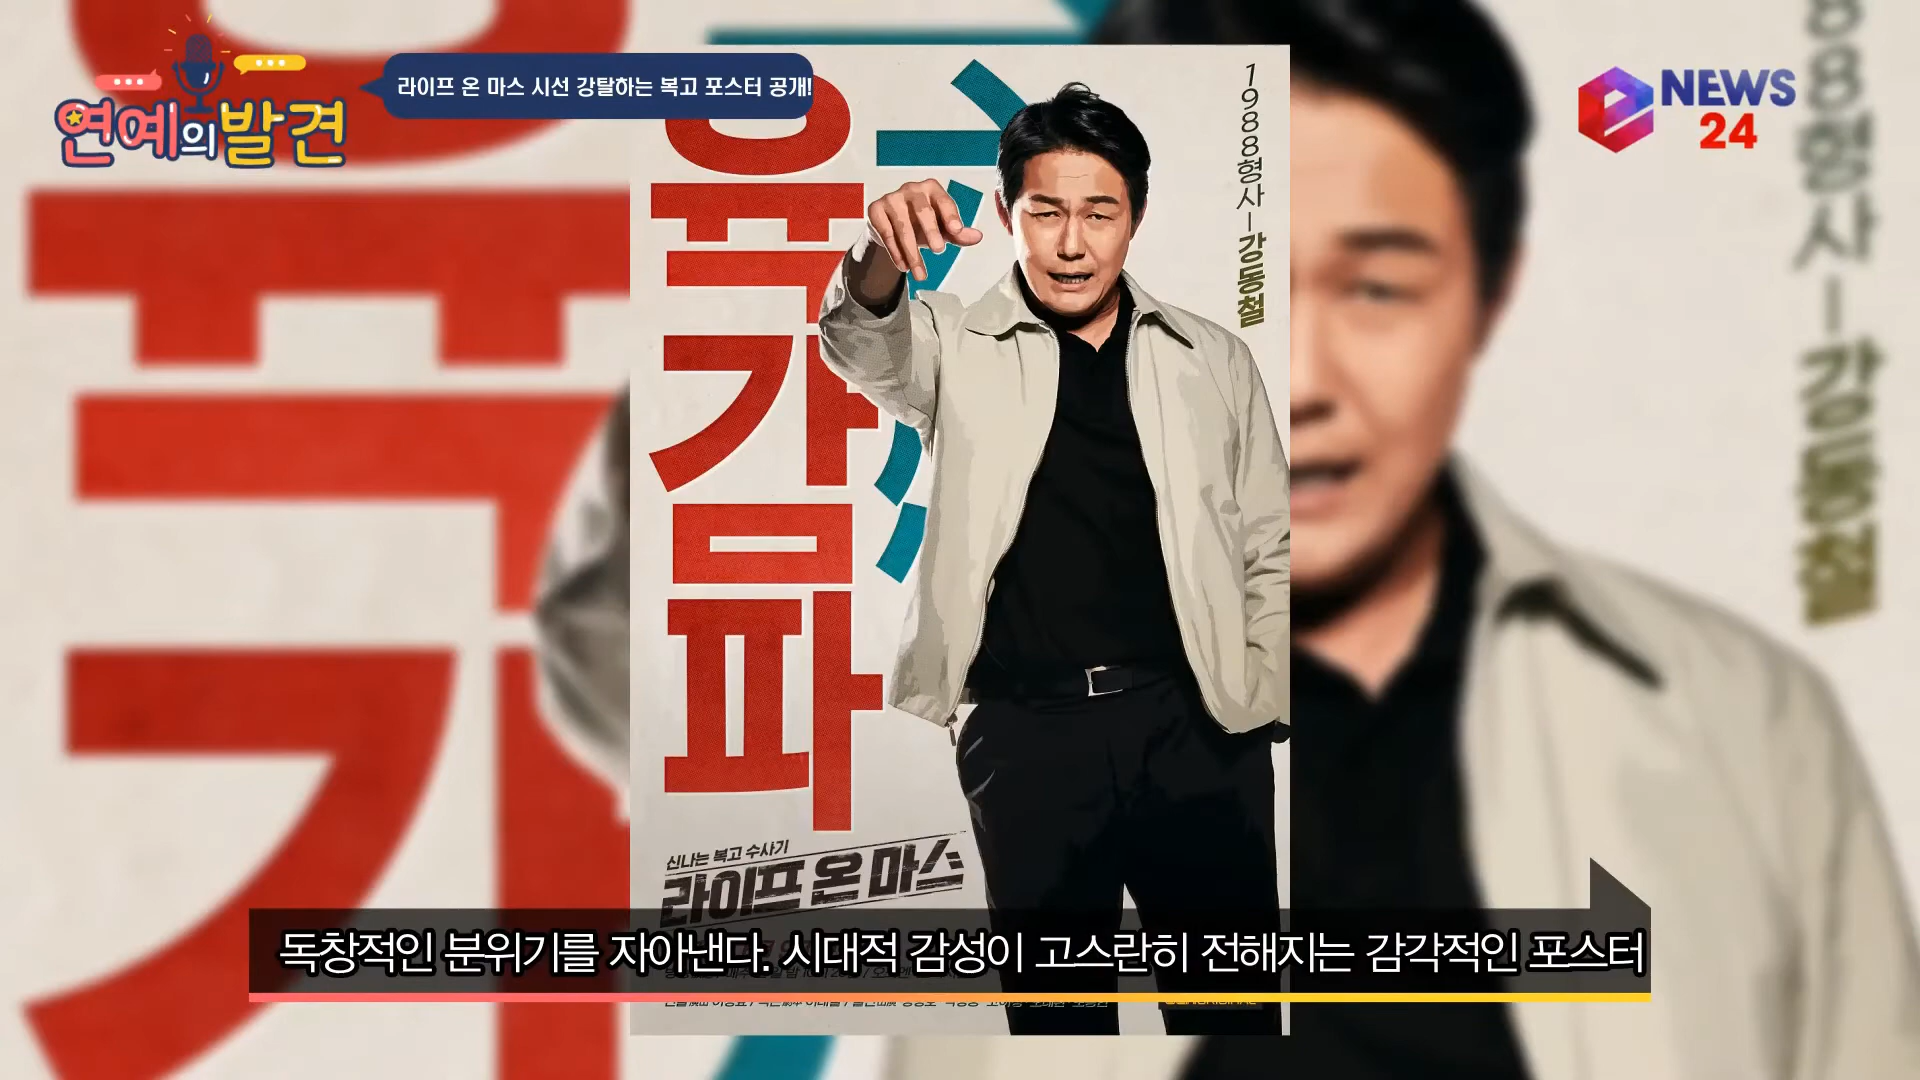 연예의발견
라이프 온 마스 시선 강탈하는 복고 포스터 공개!
e NEWS
24
1988형사-강동철
육감파
신나는 복고 수사기
라이프 온 마스
독창적인 분위기를 자아낸다. 시대적 감성이 고스란히 전해지는 감각적인 포스터